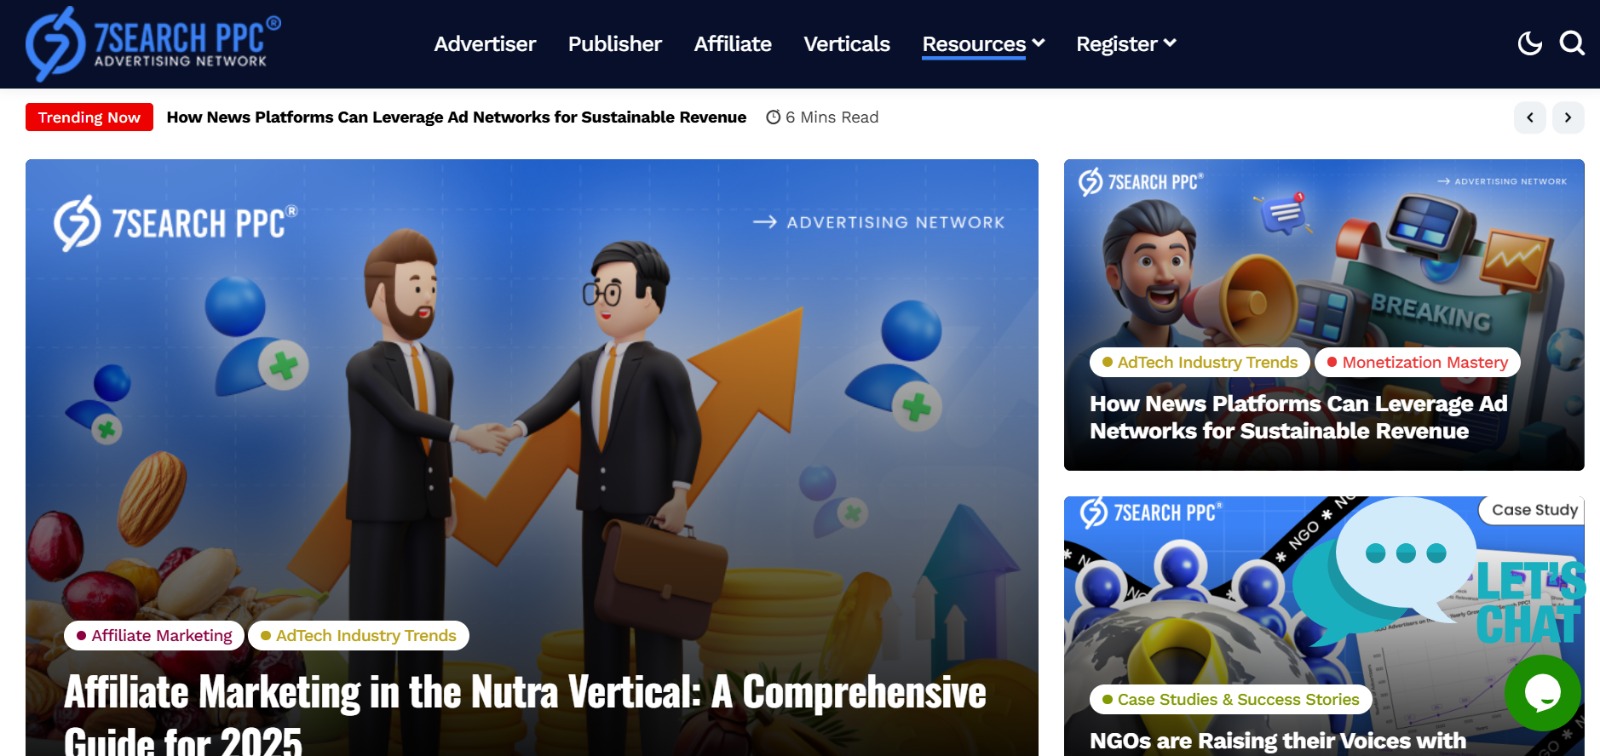 7SEARCH PPC®
ADVERTISING NETWORK
Advertiser
Publisher
Affiliate
Verticals
Resources
Register
Trending Now
How News Platforms Can Leverage Ad Networks for Sustainable Revenue
6 Mins Read
7SEARCH PPC®
ADVERTISING NETWORK
Affiliate Marketing
AdTech Industry Trends
Affiliate Marketing in the Nutra Vertical: A Comprehensive
Guide for 2025
7SEARCH PPC®
ADVERTISING NETWORK
BREAKING
AdTech Industry Trends
Monetization Mastery
How News Platforms Can Leverage Ad
Networks for Sustainable Revenue
7SEARCH PPC®
NGO
Case Study
LET'S
CHAT
Case Studies & Success Stories
NGOs are Raising their Voices with